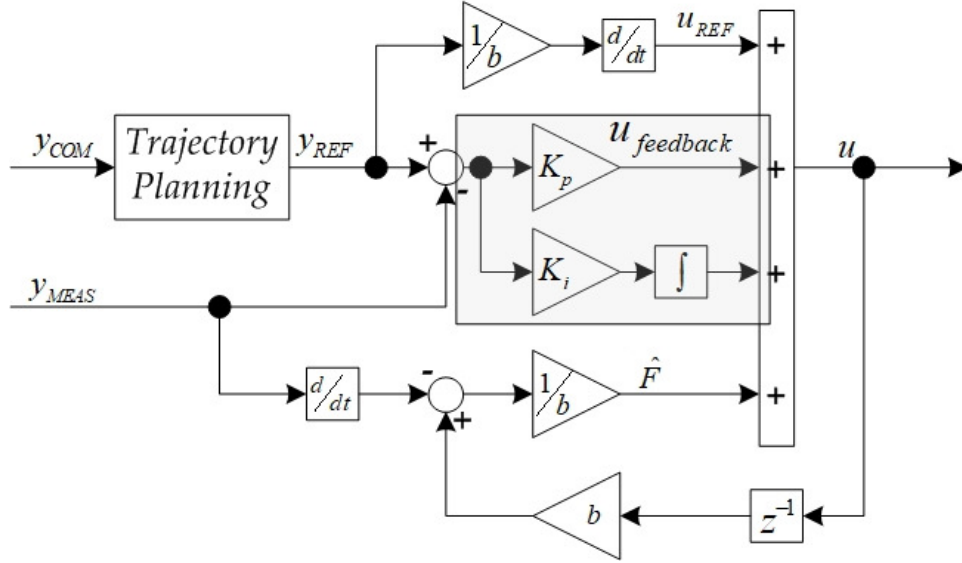 1/b
d/dt
u_REF
+
y_COM
Trajectory
Planning
y_REF
+
-
K_p
u_feedback
+
u
K_i
∫
+
y_MEAS
d/dt
-
+
1/b
F̂
+
b
z⁻¹